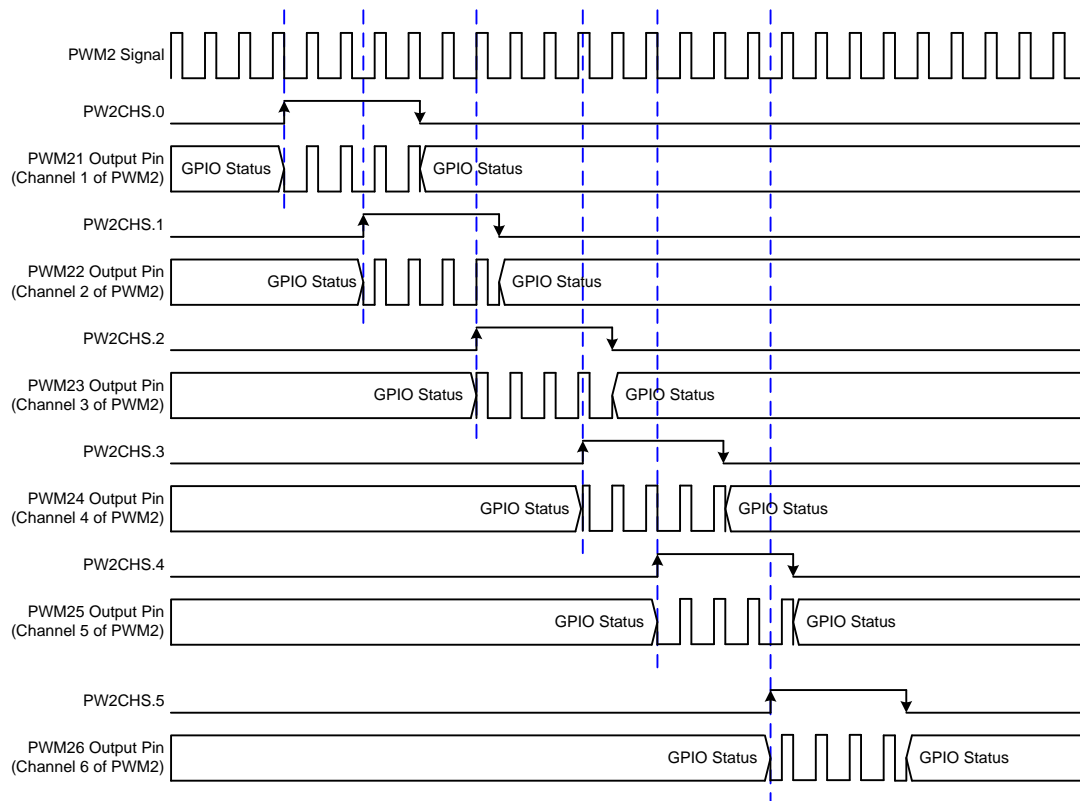 PWM2 Signal
PW2CHS.0
PWM21 Output Pin
(Channel 1 of PWM2)
GPIO Status
GPIO Status
PW2CHS.1
PWM22 Output Pin
(Channel 2 of PWM2)
GPIO Status
GPIO Status
PW2CHS.2
PWM23 Output Pin
(Channel 3 of PWM2)
GPIO Status
GPIO Status
PW2CHS.3
PWM24 Output Pin
(Channel 4 of PWM2)
GPIO Status
GPIO Status
PW2CHS.4
PWM25 Output Pin
(Channel 5 of PWM2)
GPIO Status
GPIO Status
PW2CHS.5
PWM26 Output Pin
(Channel 6 of PWM2)
GPIO Status
GPIO Status